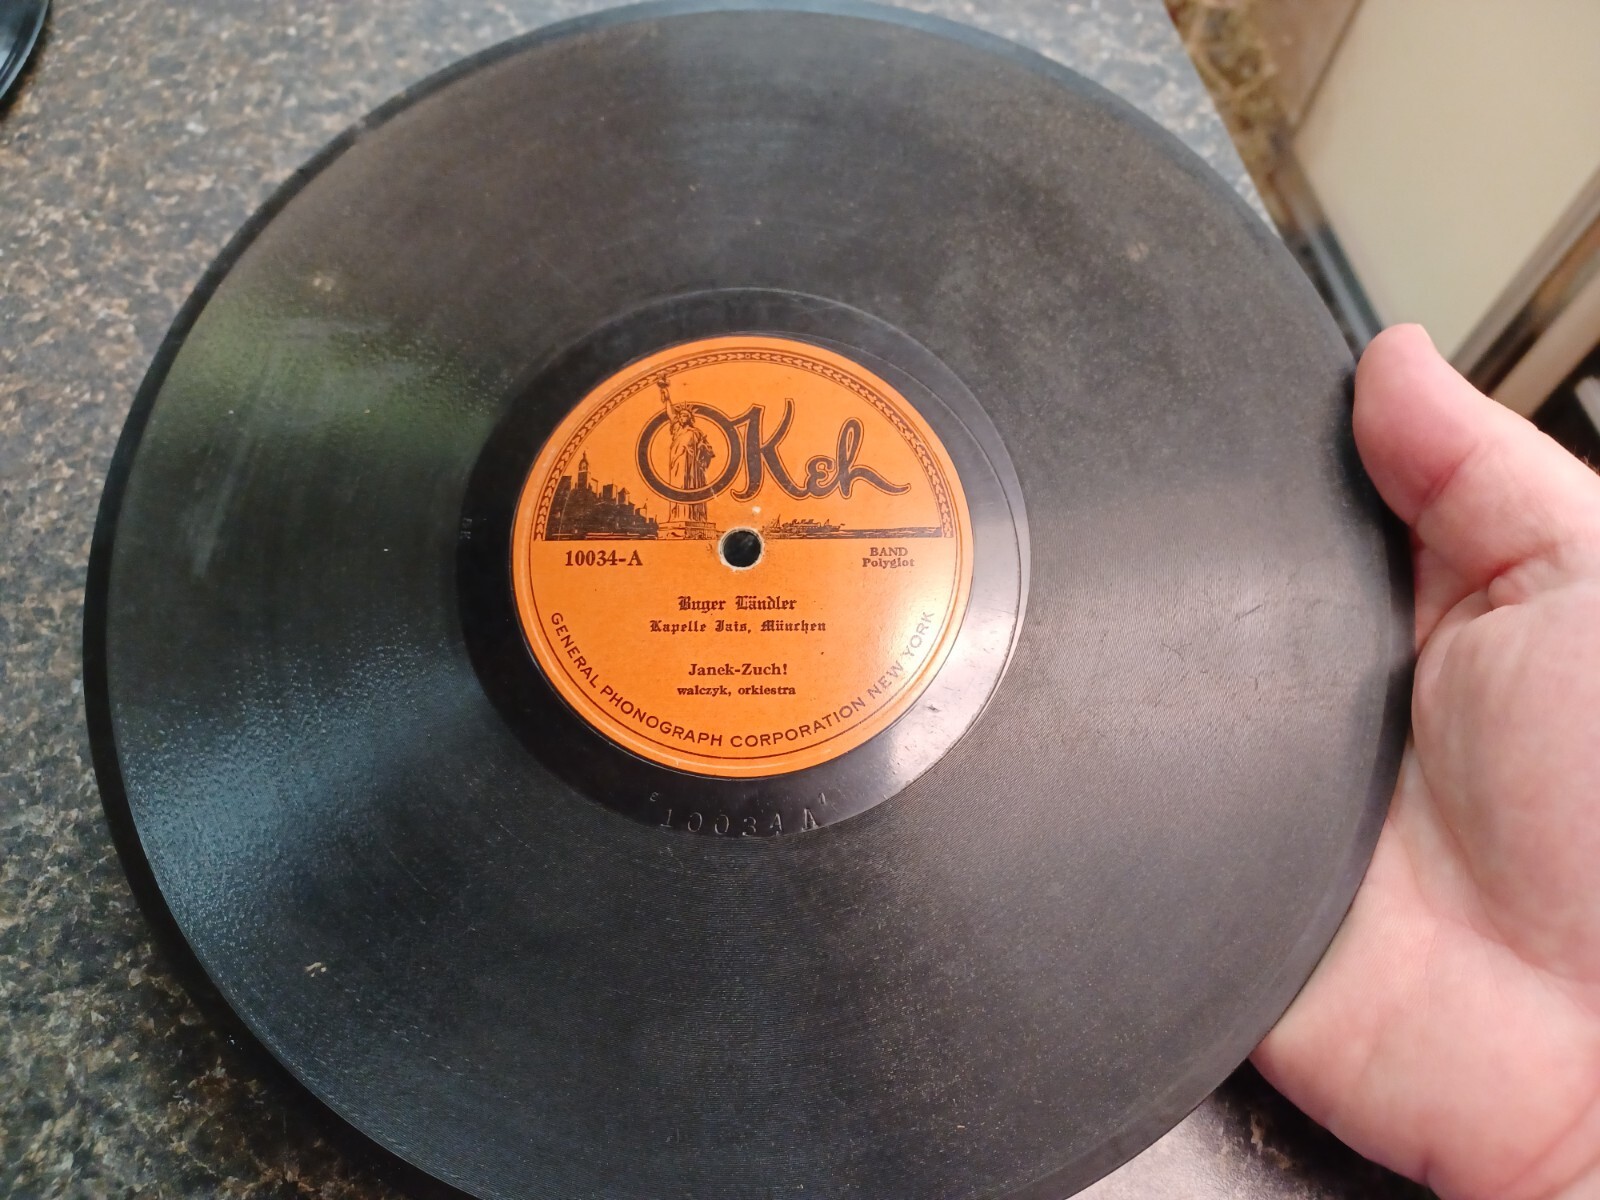 OKeh
10034-A
BAND
Polyglot
Buger Ländler
Kapelle Jais, München
Janek-Zuch!
walczyk, orkiestra
GENERAL PHONOGRAPH CORPORATION NEW YORK
E
1
10034 A